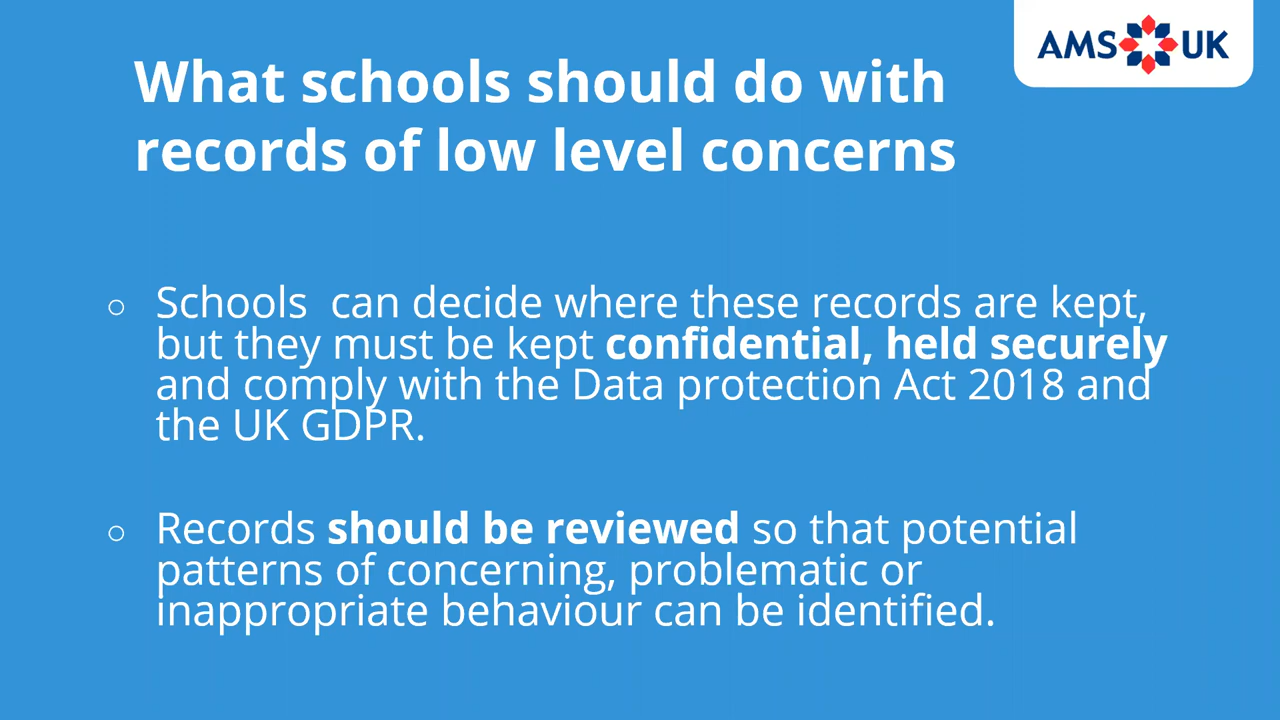 AMS UK
What schools should do with
records of low level concerns
○ Schools  can decide where these records are kept,
but they must be kept confidential, held securely
and comply with the Data protection Act 2018 and
the UK GDPR.
○ Records should be reviewed so that potential
patterns of concerning, problematic or
inappropriate behaviour can be identified.